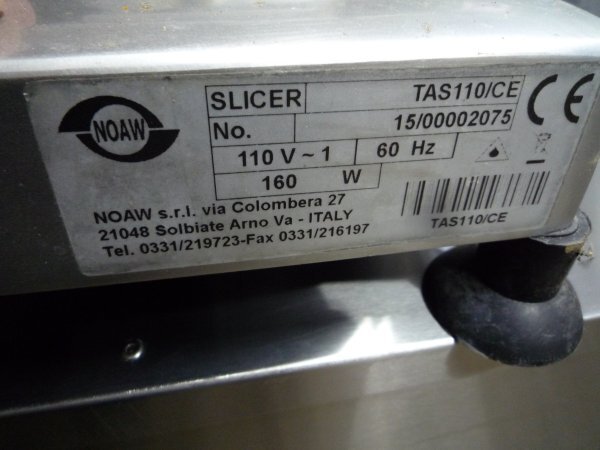 NOAW
SLICER TAS110/CE
No. 15/00002075
110 V ~ 1 60 Hz
160 W
NOAW s.r.l. via Colombera 27
21048 Solbiate Arno Va - ITALY
Tel. 0331/219723-Fax 0331/216197
CE
TAS110/CE